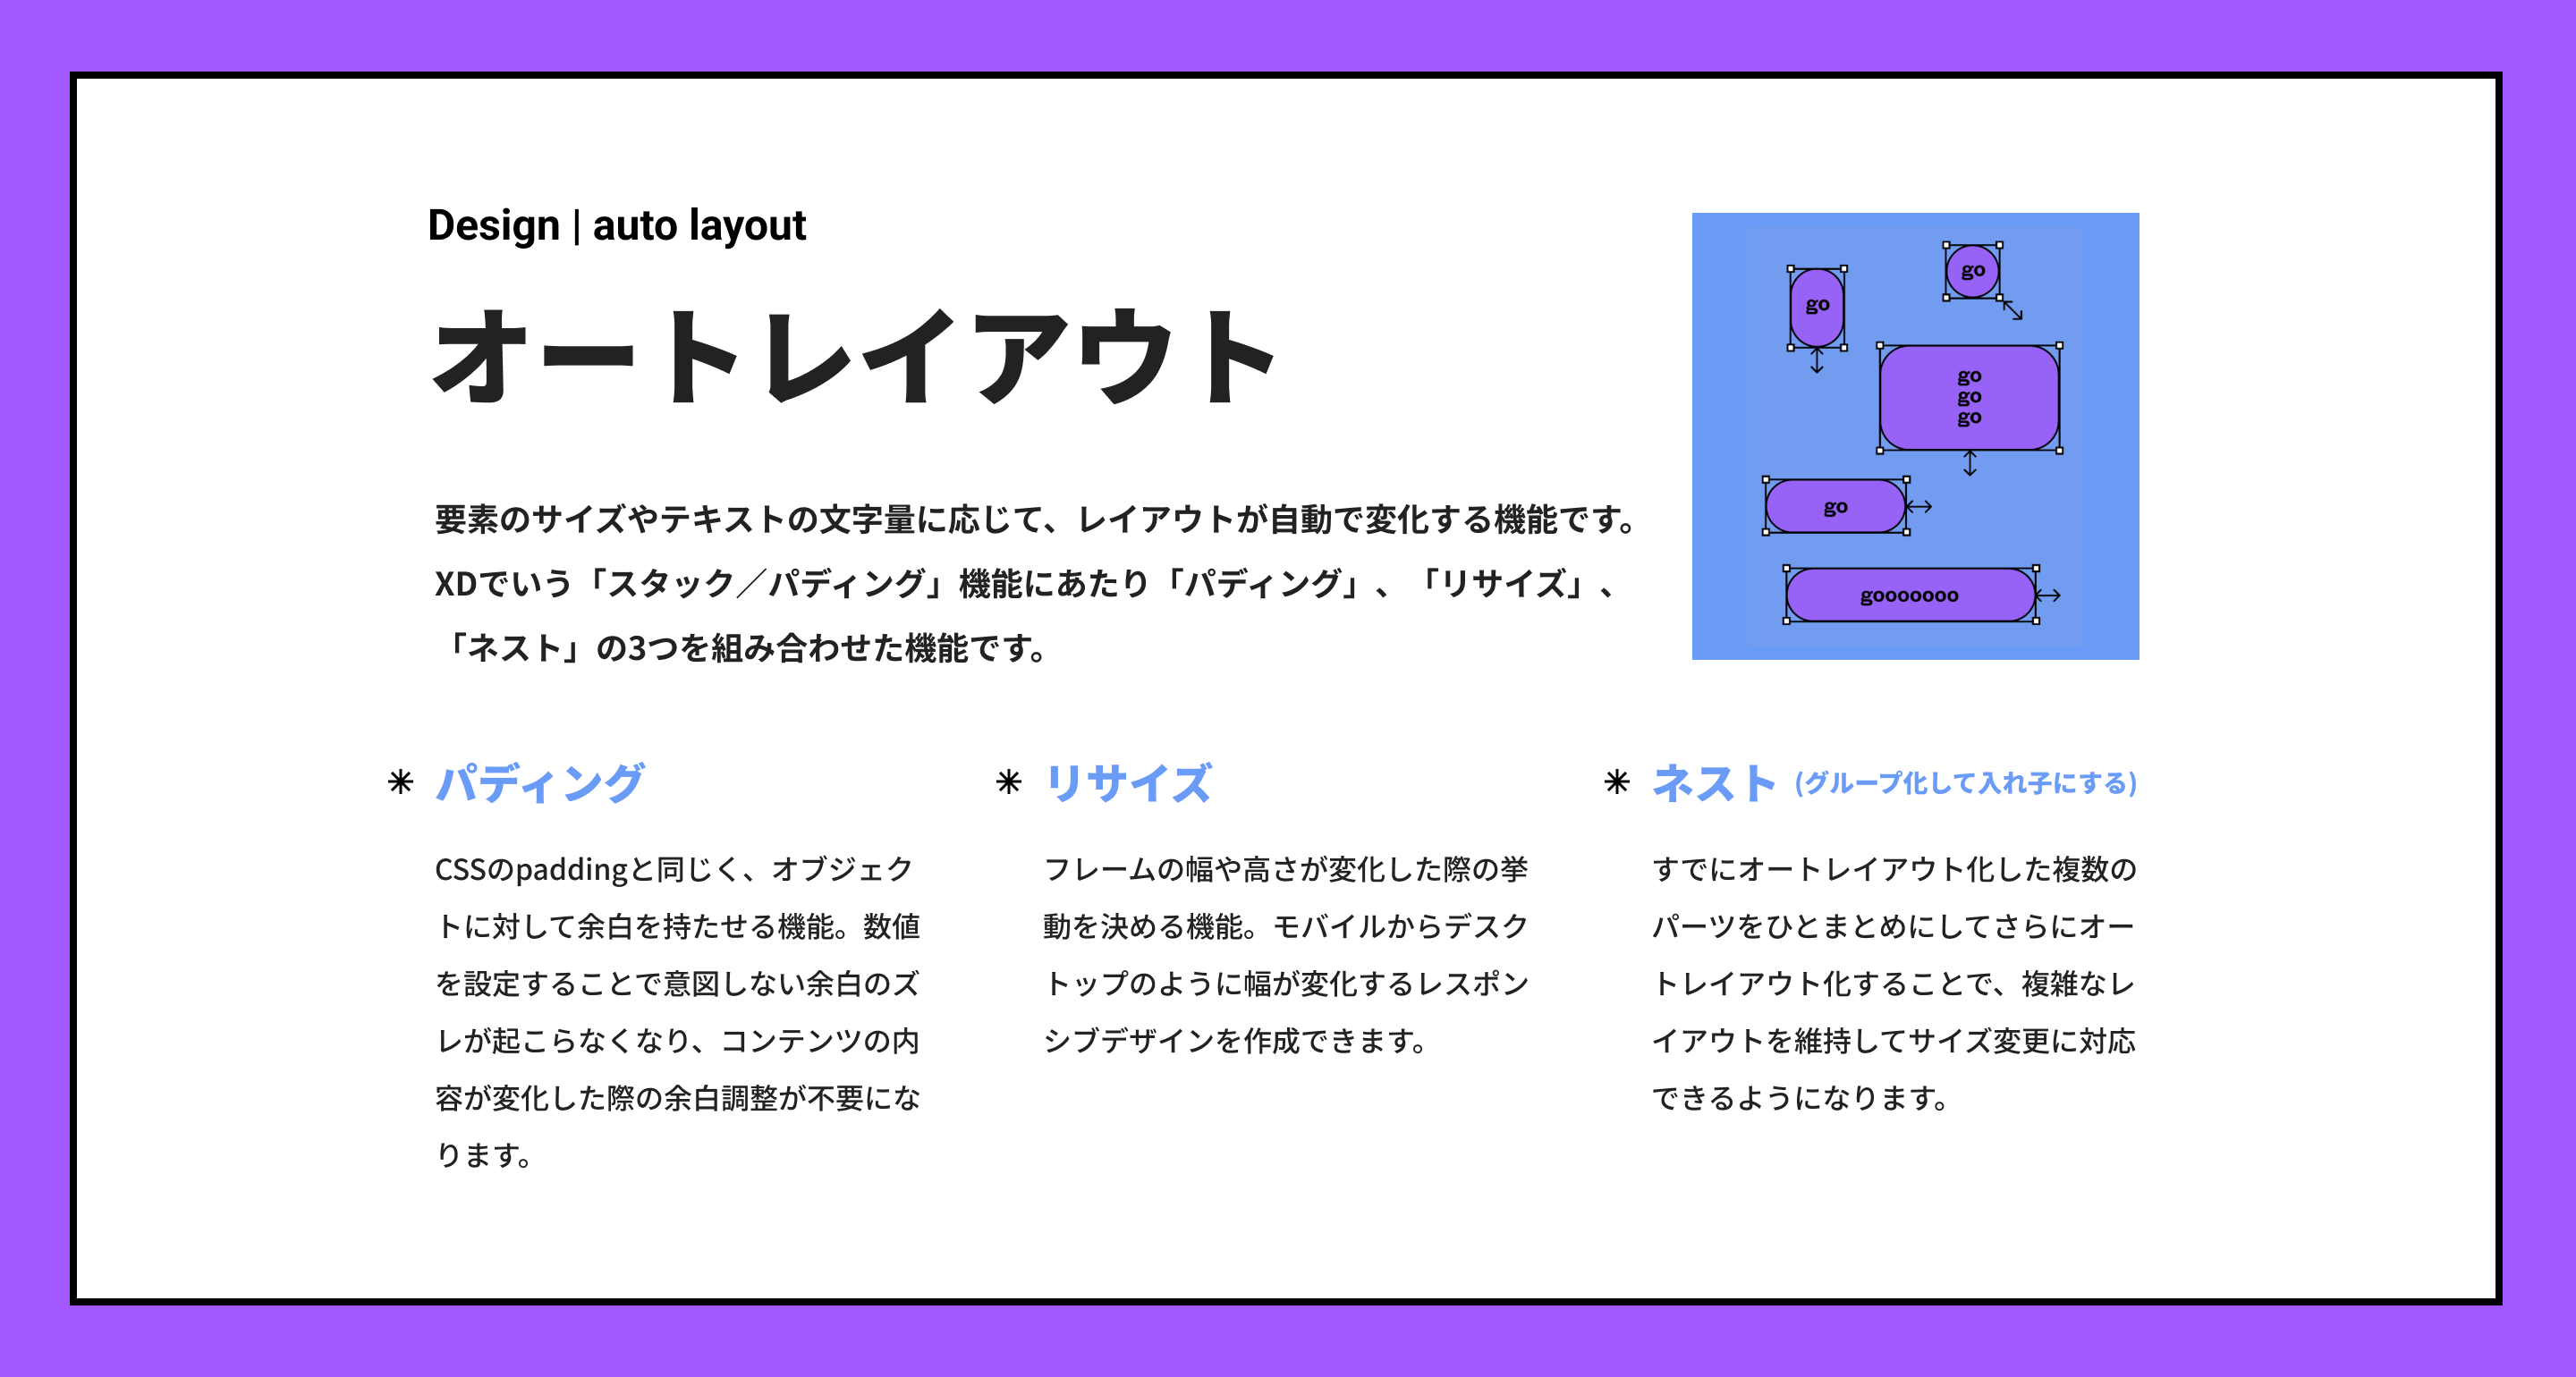 Design | auto layout
オートレイアウト
要素のサイズやテキストの文字量に応じて、レイアウトが自動で変化する機能です。
XDでいう「スタック／パディング」機能にあたり「パディング」、「リサイズ」、
「ネスト」の3つを組み合わせた機能です。
go
go
go
go
go
go
gooooooo
パディング
CSSのpaddingと同じく、オブジェク
トに対して余白を持たせる機能。数値
を設定することで意図しない余白のズ
レが起こらなくなり、コンテンツの内
容が変化した際の余白調整が不要にな
ります。
リサイズ
フレームの幅や高さが変化した際の挙
動を決める機能。モバイルからデスク
トップのように幅が変化するレスポン
シブデザインを作成できます。
ネスト (グループ化して入れ子にする)
すでにオートレイアウト化した複数の
パーツをひとまとめにしてさらにオー
トレイアウト化することで、複雑なレ
イアウトを維持してサイズ変更に対応
できるようになります。